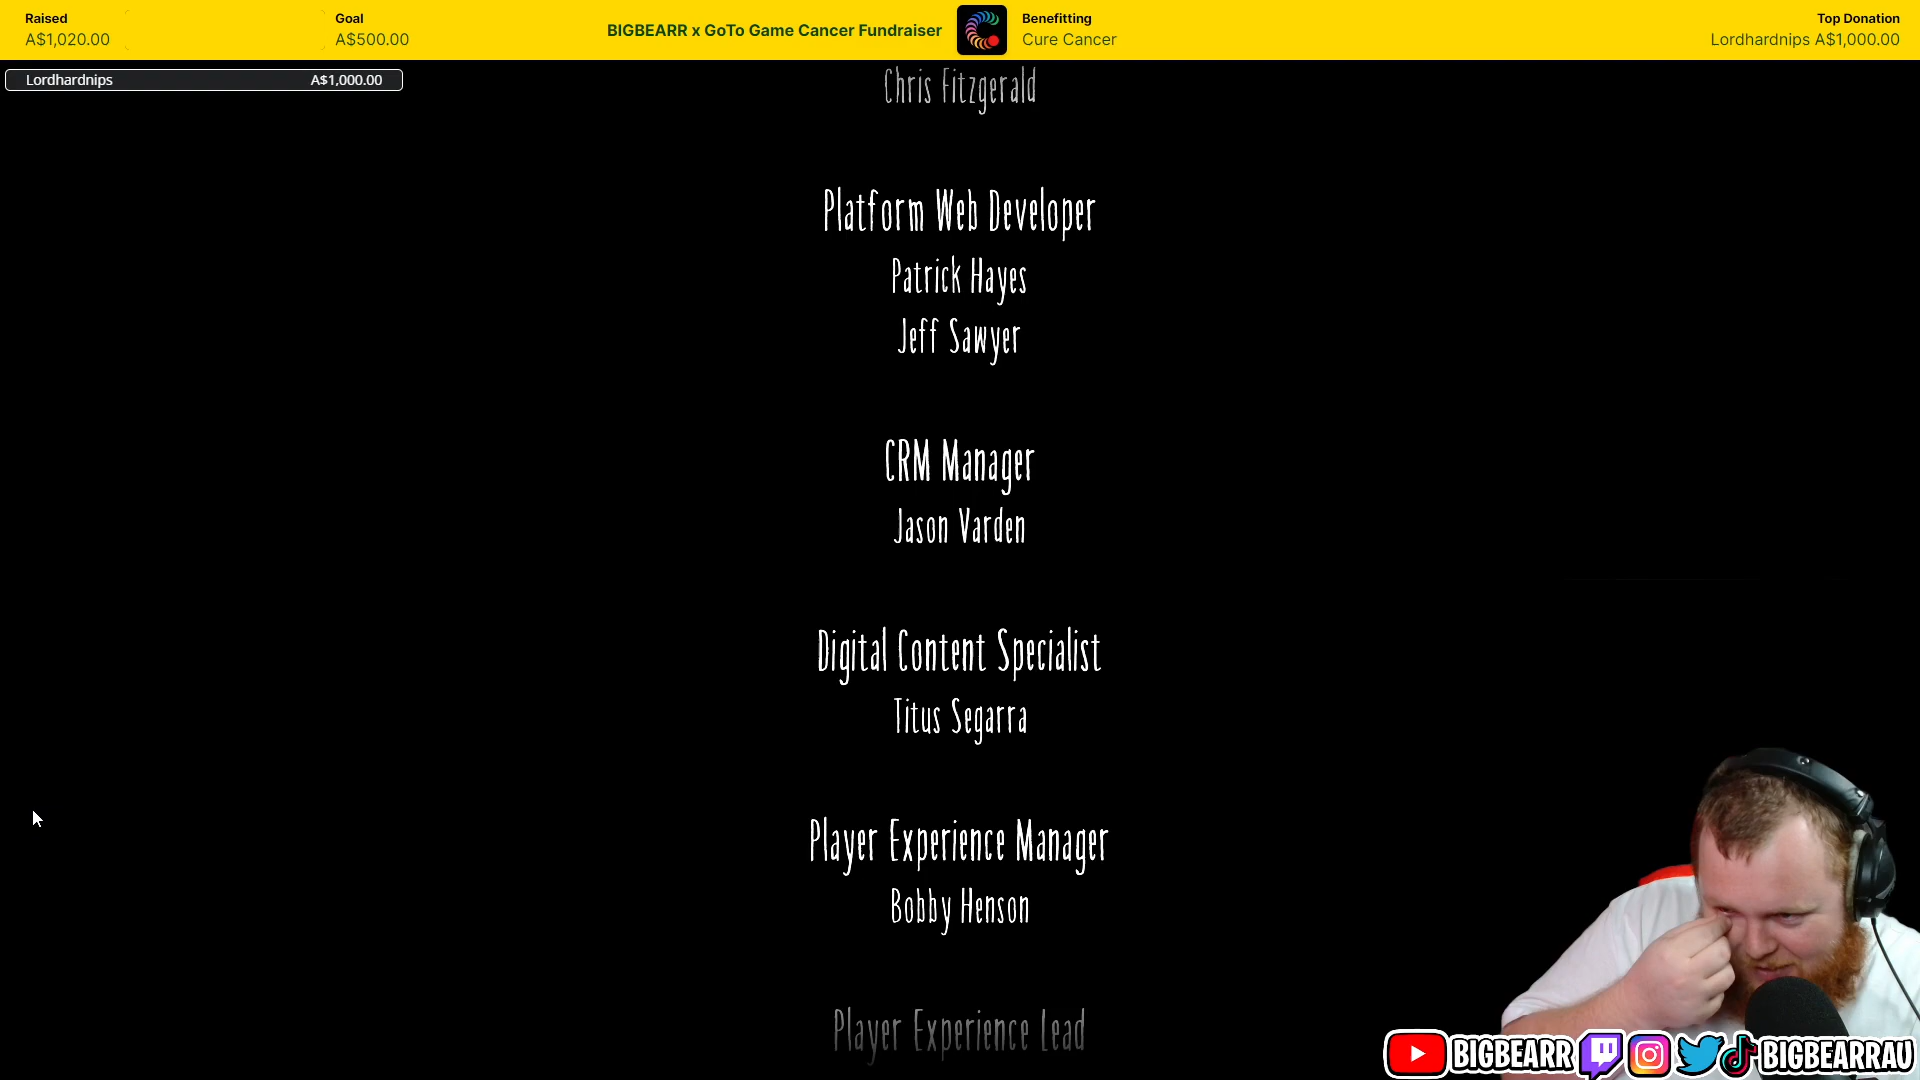 Raised
A$1,020.00
Goal
A$500.00
BIGBEARR x GoTo Game Cancer Fundraiser
Benefitting
Cure Cancer
Top Donation
Lordhardnips A$1,000.00
Lordhardnips A$1,000.00
Chris Fitzgerald
Platform Web Developer
Patrick Hayes
Jeff Sawyer
CRM Manager
Jason Varden
Digital Content Specialist
Titus Segarra
Player Experience Manager
Bobby Henson
Player Experience Lead
BIGBEARR
BIGBEARRAU